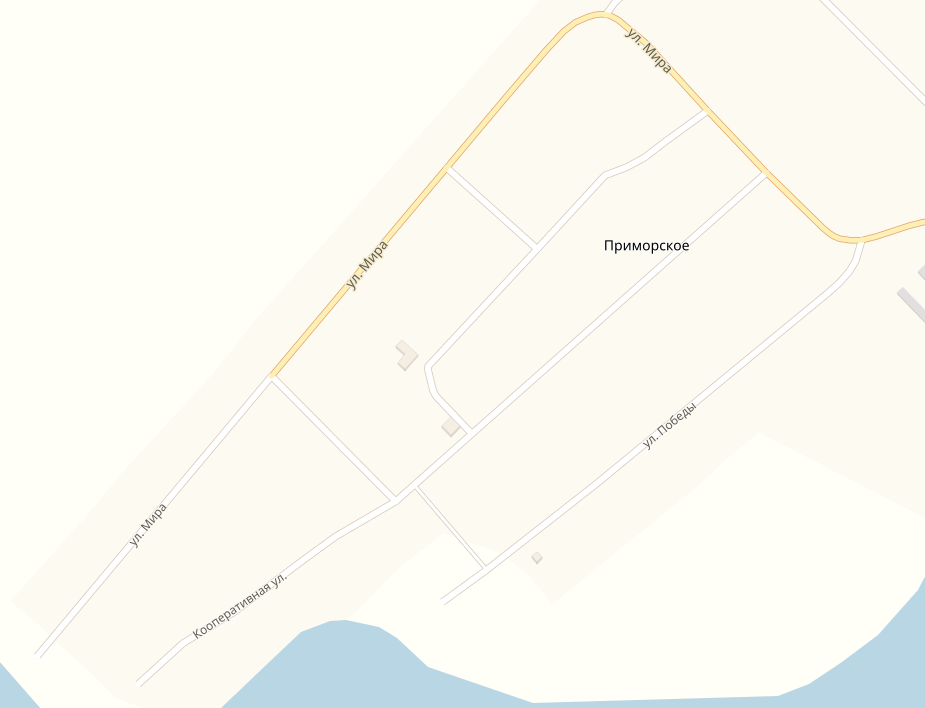 ул. Мира
Приморское
ул. Мира
ул. Победы
ул. Мира
Кооперативная ул.